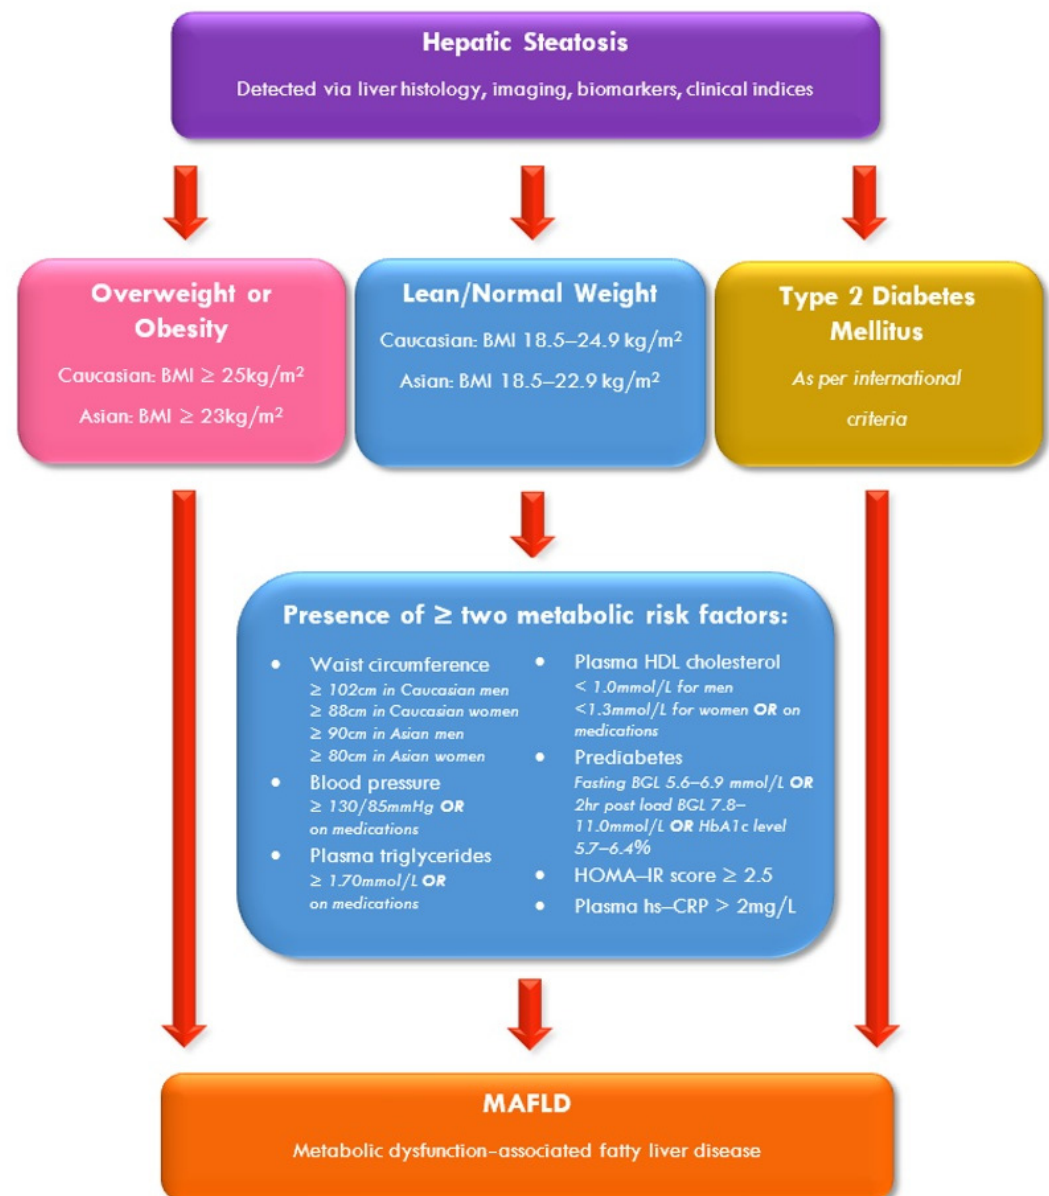 Hepatic Steatosis
Detected via liver histology, imaging, biomarkers, clinical indices
Overweight or
Obesity
Caucasian: BMI ≥ 25kg/m²
Asian: BMI ≥ 23kg/m²
Lean/Normal Weight
Caucasian: BMI 18.5–24.9 kg/m²
Asian: BMI 18.5–22.9 kg/m²
Type 2 Diabetes
Mellitus
As per international
criteria
Presence of ≥ two metabolic risk factors:
• Waist circumference
≥ 102cm in Caucasian men
≥ 88cm in Caucasian women
≥ 90cm in Asian men
≥ 80cm in Asian women
• Blood pressure
≥ 130/85mmHg OR
on medications
• Plasma triglycerides
≥ 1.70mmol/L OR
on medications
• Plasma HDL cholesterol
< 1.0mmol/L for men
<1.3mmol/L for women OR on
medications
• Prediabetes
Fasting BGL 5.6–6.9 mmol/L OR
2hr post load BGL 7.8–
11.0mmol/L OR HbA1c level
5.7–6.4%
• HOMA–IR score ≥ 2.5
• Plasma hs–CRP > 2mg/L
MAFLD
Metabolic dysfunction-associated fatty liver disease